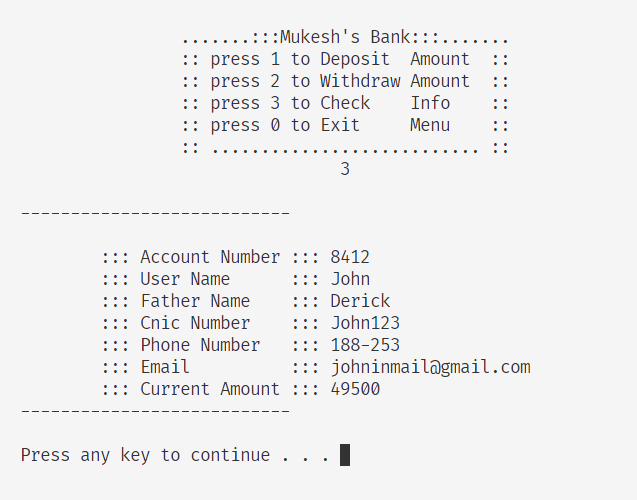 .......:::Mukesh's Bank:::.......
:: press 1 to Deposit  Amount  ::
:: press 2 to Withdraw Amount  ::
:: press 3 to Check    Info    ::
:: press 0 to Exit     Menu    ::
:: ........................... ::
3
---------------------------
::: Account Number ::: 8412
::: User Name      ::: John
::: Father Name    ::: Derick
::: Cnic Number    ::: John123
::: Phone Number   ::: 188-253
::: Email          ::: johninmail@gmail.com
::: Current Amount ::: 49500
---------------------------
Press any key to continue . . .